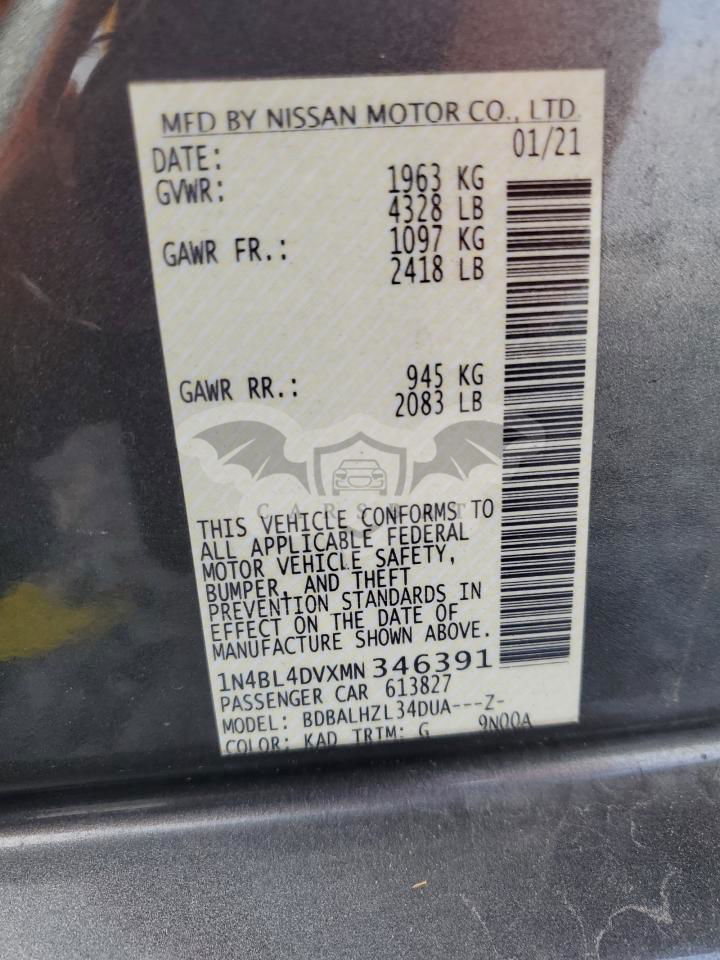 MFD BY NISSAN MOTOR CO., LTD.
DATE: 01/21
GVWR: 1963 KG
4328 LB
GAWR FR.: 1097 KG
2418 LB
GAWR RR.: 945 KG
2083 LB
THIS VEHICLE CONFORMS TO
ALL APPLICABLE FEDERAL
MOTOR VEHICLE SAFETY,
BUMPER, AND THEFT
PREVENTION STANDARDS IN
EFFECT ON THE DATE OF
MANUFACTURE SHOWN ABOVE.
1N4BL4DVXMN346391
PASSENGER CAR 613827
MODEL: BDBALHZL34DUA---Z-
COLOR: KAD TRIM: G 9N00A